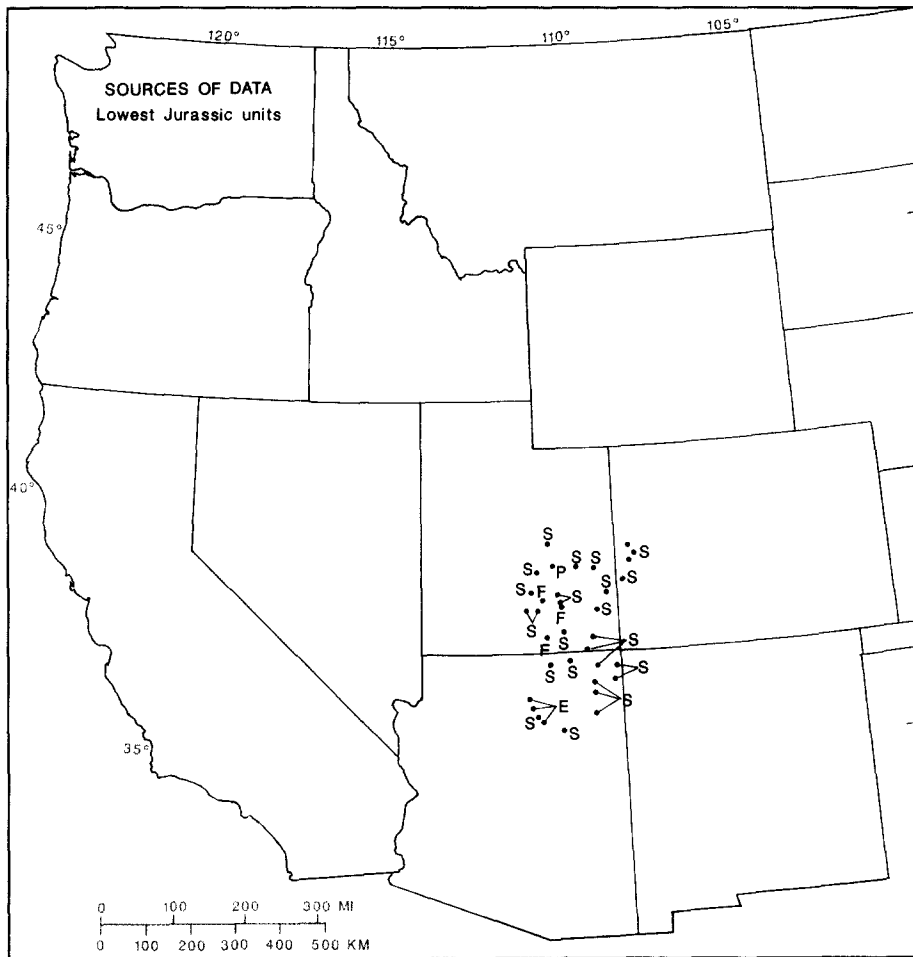 120° 115° 110° 105°
SOURCES OF DATA
Lowest Jurassic units
45°
40°
S
S
S P S S S
S F S S S
F S
S F S S
S S S
E S
S S
35°
0 100 200 300 MI
0 100 200 300 400 500 KM